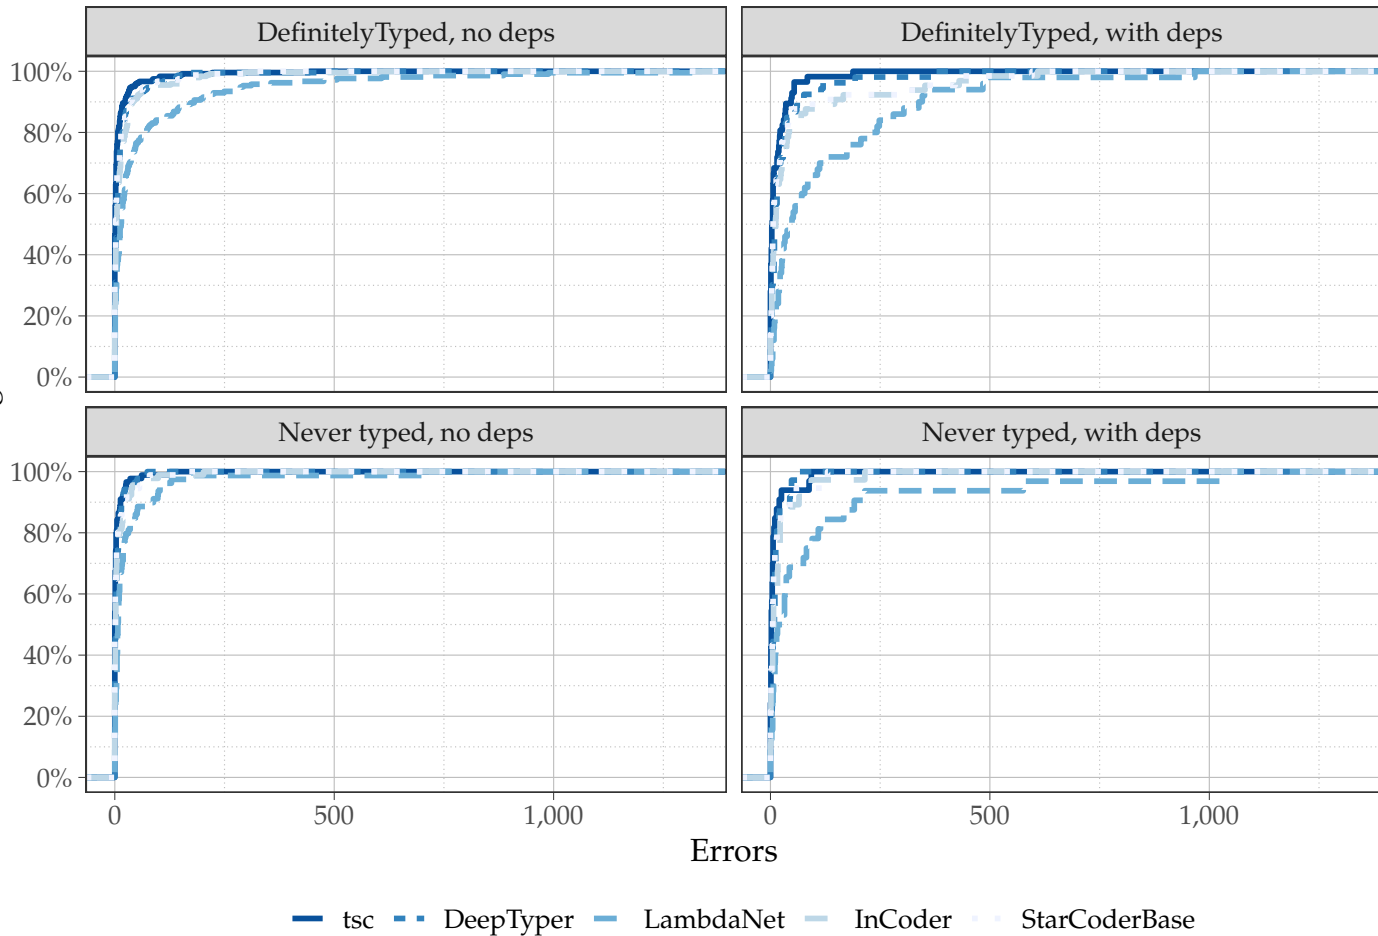 DefinitelyTyped, no deps
DefinitelyTyped, with deps
100%
80%
60%
40%
20%
0%
Never typed, no deps
Never typed, with deps
100%
80%
60%
40%
20%
0%
0 500 1,000 0 500 1,000
Errors
tsc DeepTyper LambdaNet InCoder StarCoderBase